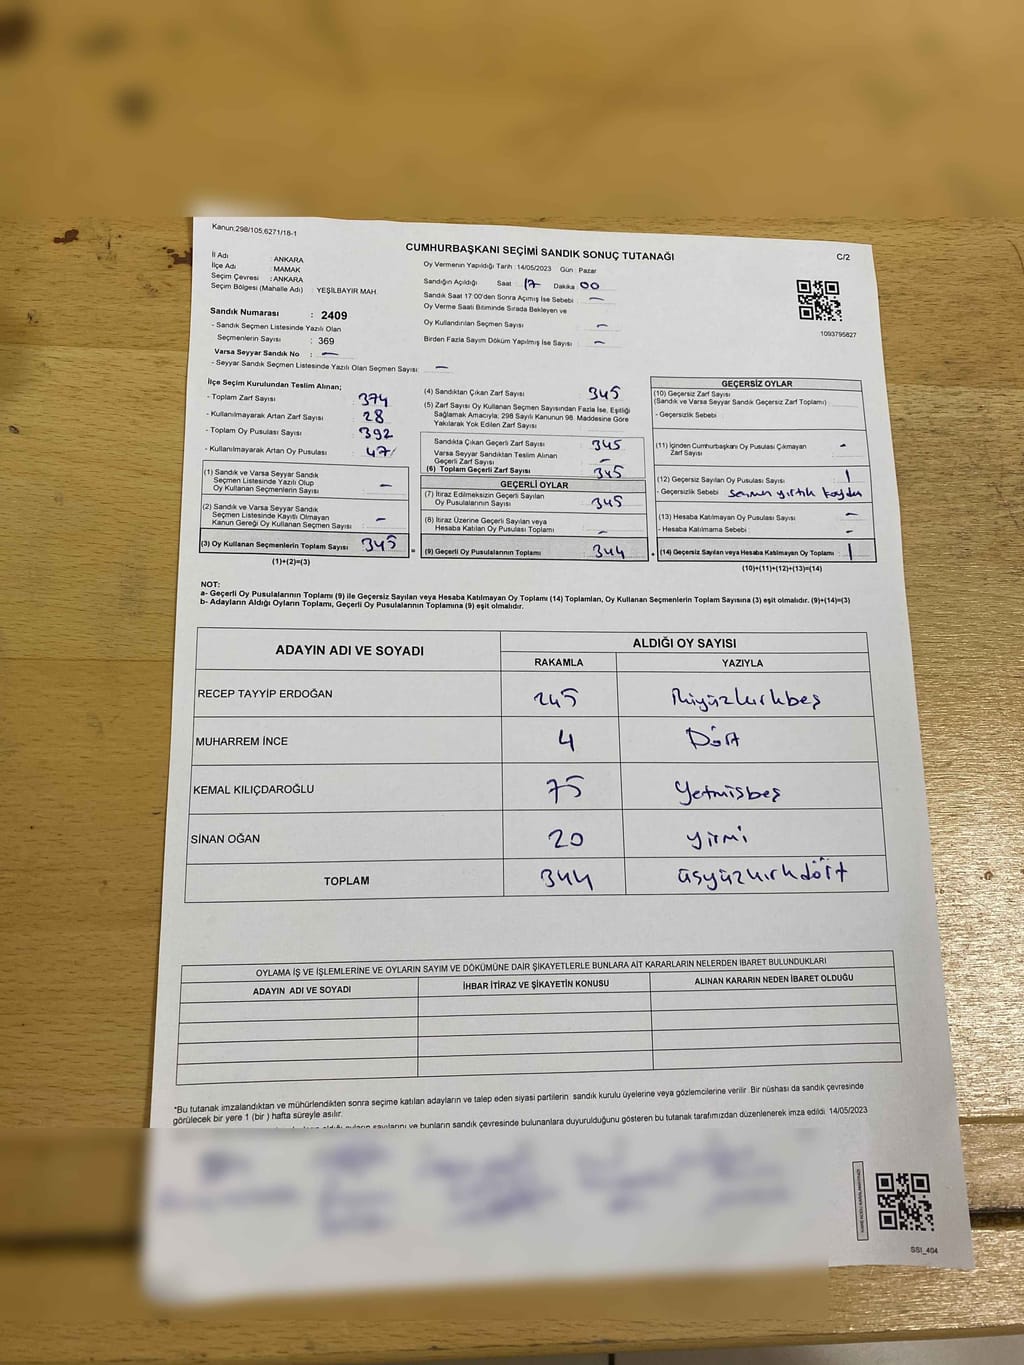 Kanun;298/105,6271/18-1
CUMHURBAŞKANI SEÇİMİ SANDIK SONUÇ TUTANAĞI
C/2
İl Adı : ANKARA
İlçe Adı : MAMAK
Seçim Çevresi : ANKARA
Seçim Bölgesi (Mahalle Adı) : YEŞİLBAYIR MAH.
Oy Vermenin Yapıldığı Tarih : 14/05/2023 Gün : Pazar
Sandığın Açıldığı Saat 17 Dakika 00
Sandık Saat 17:00'den Sonra Açımış İse Sebebi : —
Oy Verme Saati Bitiminde Sırada Bekleyen ve
Oy Kullandırılan Seçmen Sayısı : —
Birden Fazla Sayım Döküm Yapılmış İse Sayısı : —
1093795827
Sandık Numarası : 2409
- Sandık Seçmen Listesinde Yazılı Olan
Seçmenlerin Sayısı : 369
Varsa Seyyar Sandık No : —
- Seyyar Sandık Seçmen Listesinde Yazılı Olan Seçmen Sayısı: —
İlçe Seçim Kurulundan Teslim Alınan;
- Toplam Zarf Sayısı : 374
- Kullanılmayarak Artan Zarf Sayısı : 28
- Toplam Oy Pusulası Sayısı : 392
- Kullanılmayarak Artan Oy Pusulası : 47
(1) Sandık ve Varsa Seyyar Sandık
Seçmen Listesinde Yazılı Olup
Oy Kullanan Seçmenlerin Sayısı : —
(2) Sandık ve Varsa Seyyar Sandık
Seçmen Listesinde Kayıtlı Olmayan
Kanun Gereği Oy Kullanan Seçmen Sayısı : —
(3) Oy Kullanan Seçmenlerin Toplam Sayısı : 345
(1)+(2)=(3)
(4) Sandıktan Çıkan Zarf Sayısı : 345
(5) Zarf Sayısı Oy Kullanan Seçmen Sayısından Fazla İse, Eşitliği
Sağlamak Amacıyla; 298 Sayılı Kanunun 98. Maddesine Göre
Yakılarak Yok Edilen Zarf Sayısı :
Sandıkta Çıkan Geçerli Zarf Sayısı : 345
Varsa Seyyar Sandıktan Teslim Alınan
Geçerli Zarf Sayısı : —
(6) Toplam Geçerli Zarf Sayısı : 345
GEÇERLİ OYLAR
(7) İtiraz Edilmeksizin Geçerli Sayılan
Oy Pusulalarının Sayısı : 345
(8) İtiraz Üzerine Geçerli Sayılan veya
Hesaba Katılan Oy Pusulası Toplamı : —
= (9) Geçerli Oy Pusulalarının Toplamı : 344
GEÇERSİZ OYLAR
(10) Geçersiz Zarf Sayısı
(Sandık ve Varsa Seyyar Sandık Geçersiz Zarf Toplamı) :
- Geçersizlik Sebebi :
(11) İçinden Cumhurbaşkanı Oy Pusulası Çıkmayan
Zarf Sayısı : -
(12) Geçersiz Sayılan Oy Pusulası Sayısı : 1
- Geçersizlik Sebebi : yırtık
(13) Hesaba Katılmayan Oy Pusulası Sayısı : —
- Hesaba Katılmama Sebebi : —
+ (14) Geçersiz Sayılan veya Hesaba Katılmayan Oy Toplamı : 1
(10)+(11)+(12)+(13)=(14)
NOT:
a- Geçerli Oy Pusulalarının Toplamı (9) ile Geçersiz Sayılan veya Hesaba Katılmayan Oy Toplamı (14) Toplamları, Oy Kullanan Seçmenlerin Toplam Sayısına (3) eşit olmalıdır. (9)+(14)=(3)
b- Adayların Aldığı Oyların Toplamı, Geçerli Oy Pusulalarının Toplamına (9) eşit olmalıdır.
ADAYIN ADI VE SOYADI ALDIĞI OY SAYISI
RAKAMLA YAZIYLA
RECEP TAYYİP ERDOĞAN 245 İkiyüzkırkbeş
MUHARREM İNCE 4 Dört
KEMAL KILIÇDAROĞLU 75 Yetmişbeş
SİNAN OĞAN 20 yirmi
TOPLAM 344 üsyüzkırkdört
OYLAMA İŞ VE İŞLEMLERİNE VE OYLARIN SAYIM VE DÖKÜMÜNE DAİR ŞİKAYETLERLE BUNLARA AİT KARARLARIN NELERDEN İBARET BULUNDUKLARI
ADAYIN ADI VE SOYADI İHBAR İTİRAZ VE ŞİKAYETİN KONUSU ALINAN KARARIN NEDEN İBARET OLDUĞU
*Bu tutanak imzalandıktan ve mühürlendikten sonra seçime katılan adayların ve talep eden siyasi partilerin sandık kurulu üyelerine veya gözlemcilerine verilir .Bir nüshası da sandık çevresinde
görülecek bir yere 1 (bir ) hafta süreyle asılır.
sayılarını ve bunların sandık çevresinde bulunanlara duyurulduğunu gösteren bu tutanak tarafımızdan düzenlenerek imza edildi. 14/05/2023
SSI_404